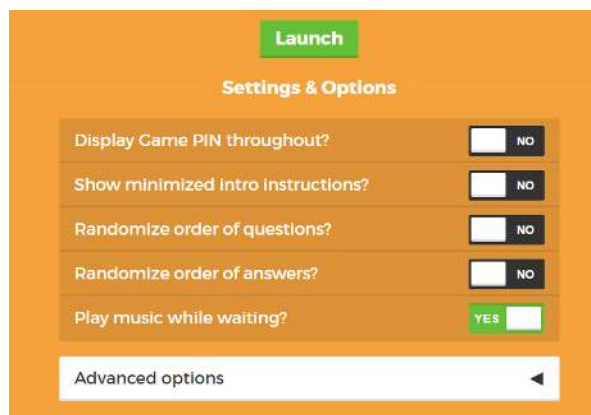 Launch
Settings & Options
Display Game PIN throughout? NO
Show minimized intro instructions? NO
Randomize order of questions? NO
Randomize order of answers? NO
Play music while waiting? YES
Advanced options